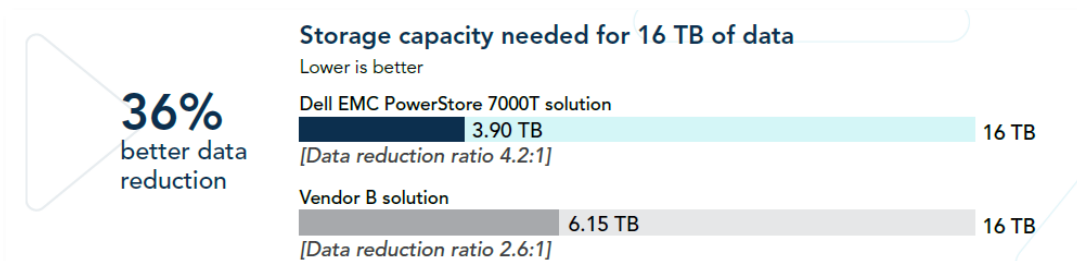 36%
better data
reduction
Storage capacity needed for 16 TB of data
Lower is better
Dell EMC PowerStore 7000T solution
3.90 TB
16 TB
[Data reduction ratio 4.2:1]
Vendor B solution
6.15 TB
16 TB
[Data reduction ratio 2.6:1]